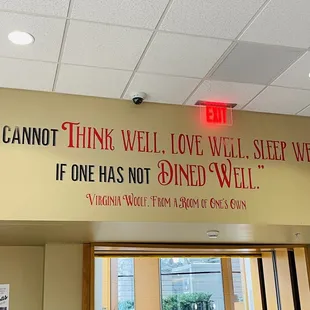 EXIT
CANNOT THINK WELL, LOVE WELL, SLEEP WE
IF ONE HAS NOT DINED WELL."
VIRGINIA WOOLF, FROM A ROOM OF ONE'S OWN